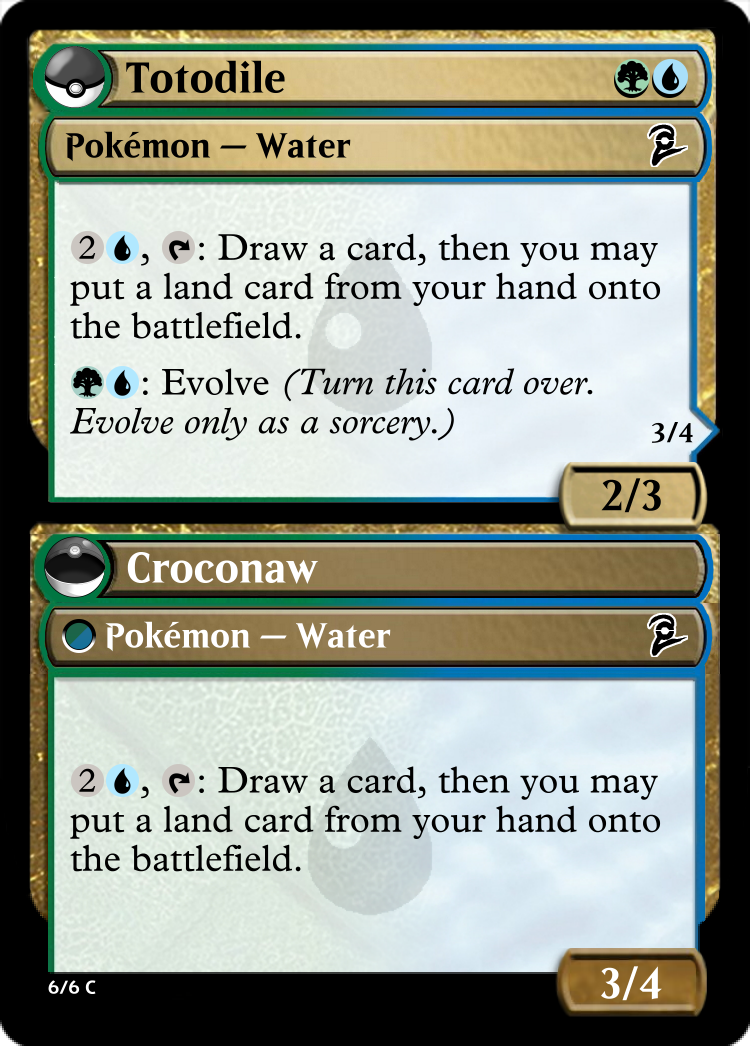 Totodile
Pokémon — Water
2, : Draw a card, then you may
put a land card from your hand onto
the battlefield.
: Evolve (Turn this card over.
Evolve only as a sorcery.)
3/4
2/3
Croconaw
Pokémon — Water
2, : Draw a card, then you may
put a land card from your hand onto
the battlefield.
6/6 C
3/4